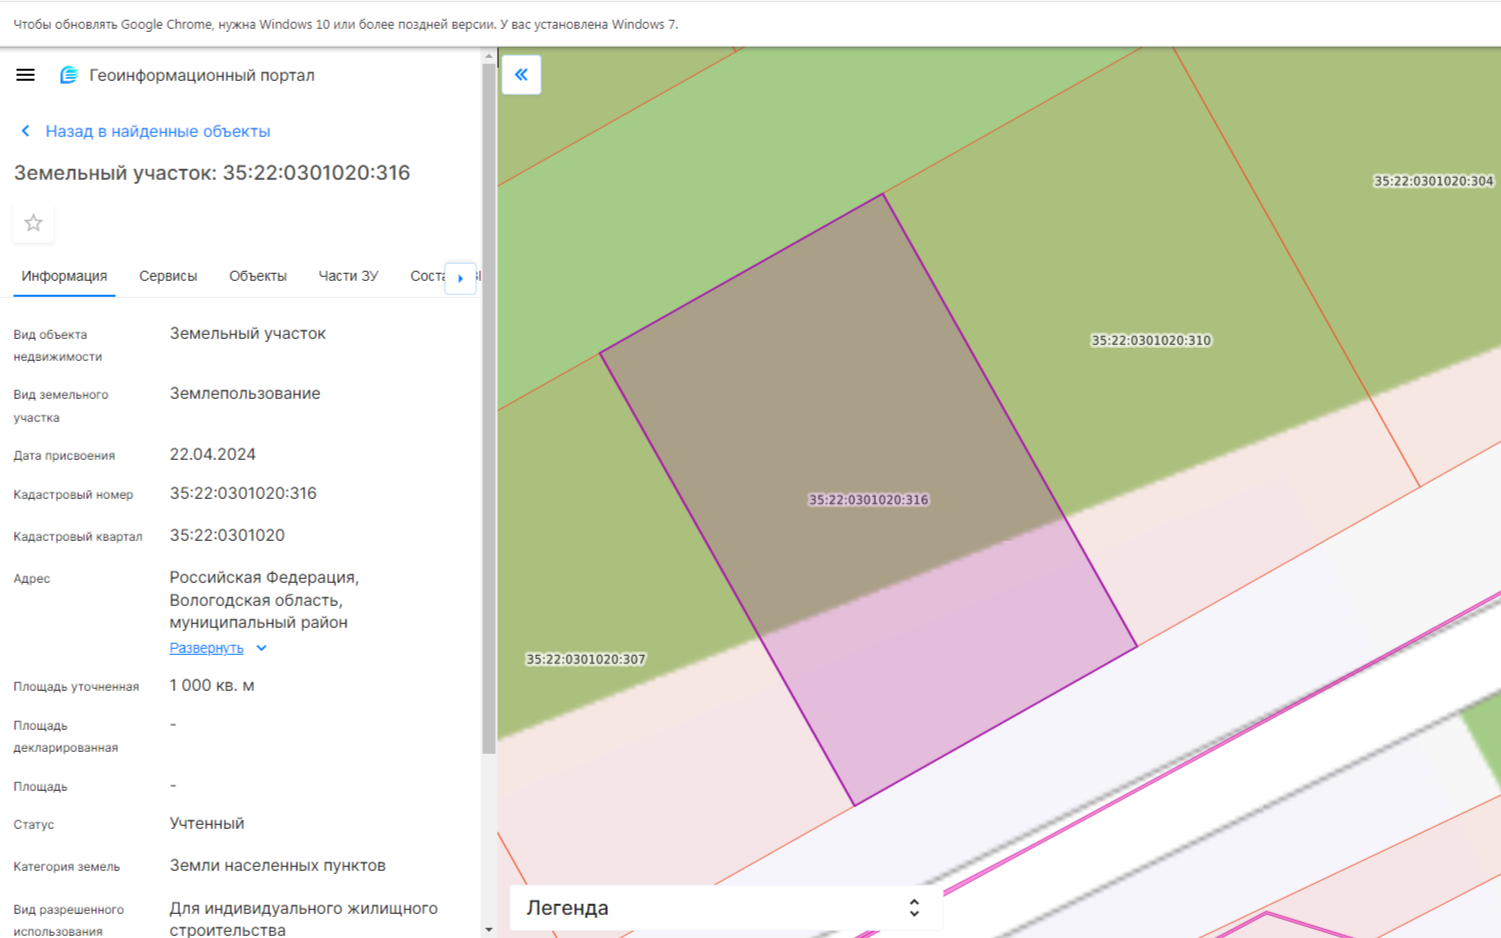 Чтобы обновлять Google Chrome, нужна Windows 10 или более поздней версии. У вас установлена Windows 7.
Геоинформационный портал
Назад в найденные объекты
Земельный участок: 35:22:0301020:316
Информация Сервисы Объекты Части ЗУ
Вид объекта недвижимости
Земельный участок
Вид земельного участка
Землепользование
Дата присвоения
22.04.2024
Кадастровый номер
35:22:0301020:316
Кадастровый квартал
35:22:0301020
Адрес
Российская Федерация,
Вологодская область,
муниципальный район
Развернуть
Площадь уточненная
1 000 кв. м
Площадь декларированная
-
Площадь
-
Статус
Учтенный
Категория земель
Земли населенных пунктов
Вид разрешенного использования
Для индивидуального жилищного
строительства
35:22:0301020:304
35:22:0301020:310
35:22:0301020:316
35:22:0301020:307
Легенда